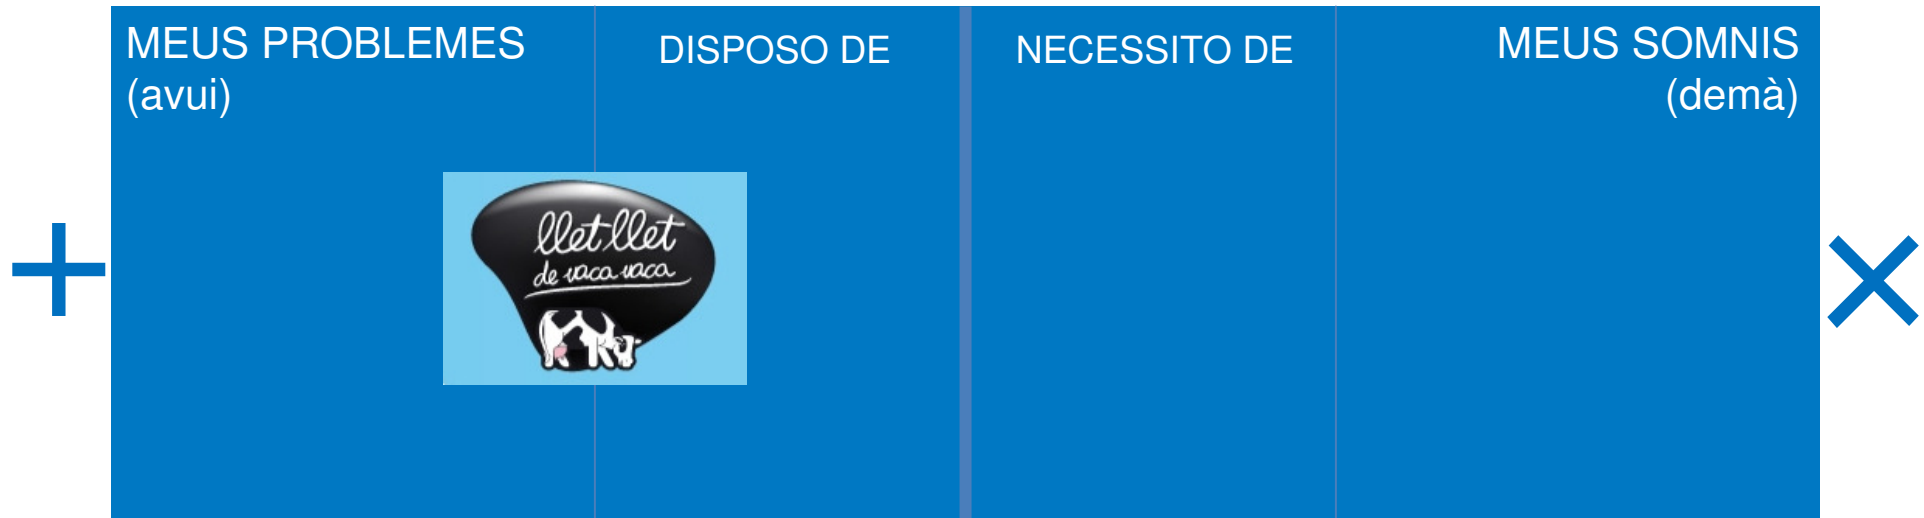 MEUS PROBLEMES
(avui)
DISPOSO DE
NECESSITO DE
MEUS SOMNIS
(demà)
llet llet
de vaca vaca